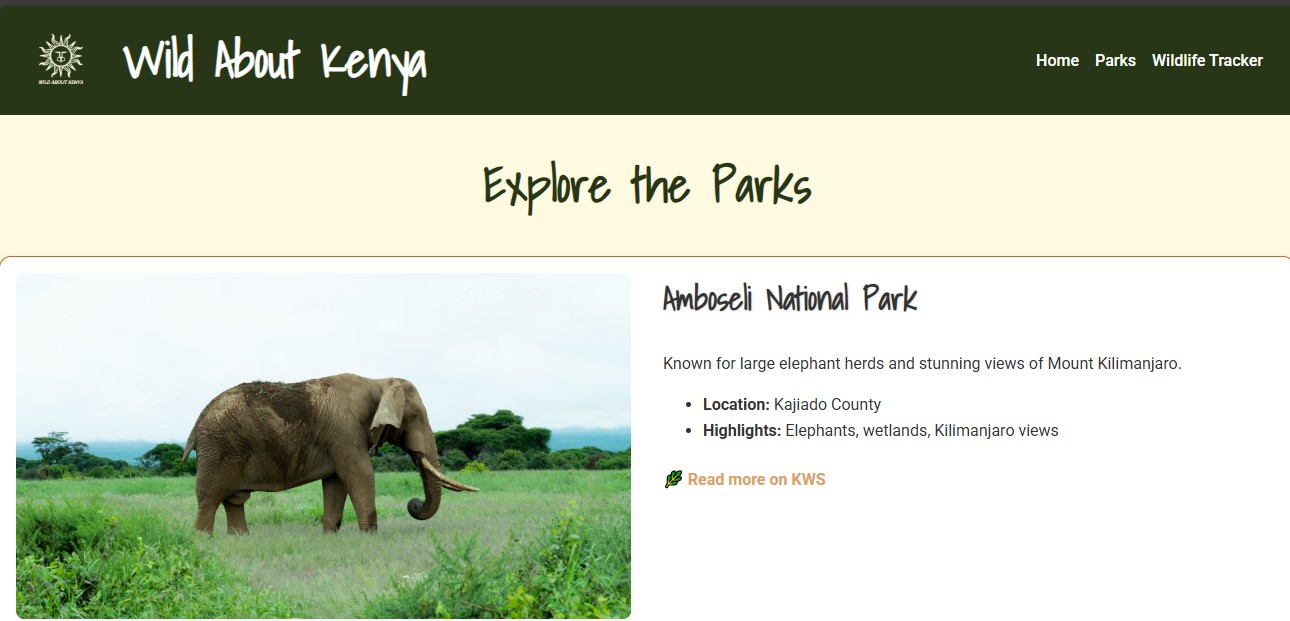 WILD ABOUT KENYA
Wild About Kenya
Home Parks Wildlife Tracker
Explore the Parks
Amboseli National Park
Known for large elephant herds and stunning views of Mount Kilimanjaro.
Location: Kajiado County
Highlights: Elephants, wetlands, Kilimanjaro views
Read more on KWS